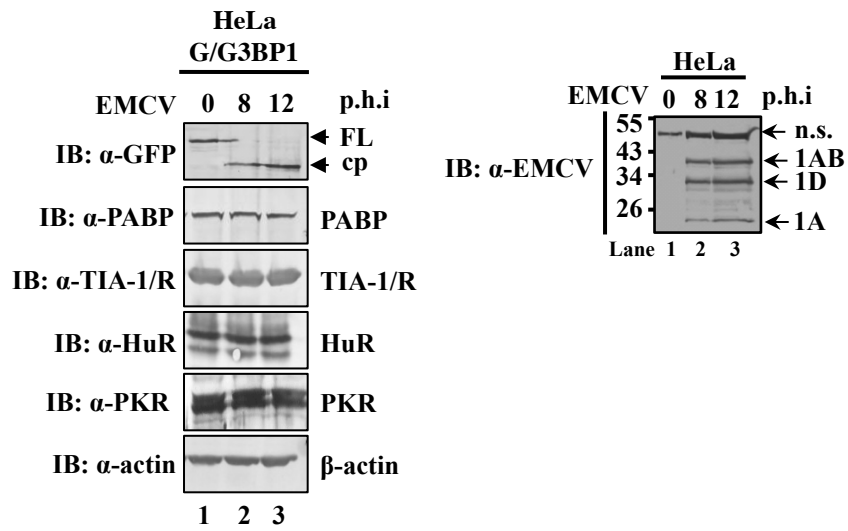 HeLa
G/G3BP1
EMCV 0 8 12 p.h.i
IB: α-GFP
FL
cp
IB: α-PABP PABP
IB: α-TIA-1/R TIA-1/R
IB: α-HuR HuR
IB: α-PKR PKR
IB: α-actin β-actin
1 2 3
HeLa
EMCV 0 8 12 p.h.i
IB: α-EMCV
55
43
34
26
n.s.
1AB
1D
1A
Lane 1 2 3